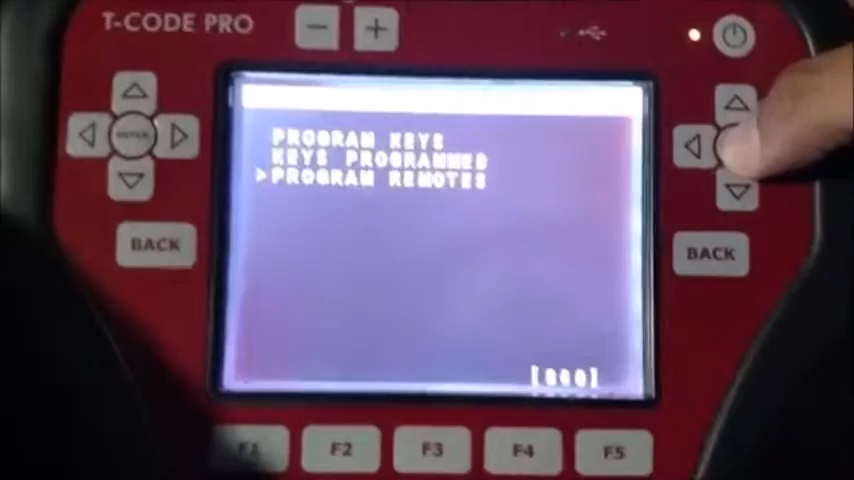 T-CODE PRO
PROGRAM KEYS
KEYS PROGRAMMED
>PROGRAM REMOTES
ENTER
BACK
BACK
F1 F2 F3 F4 F5